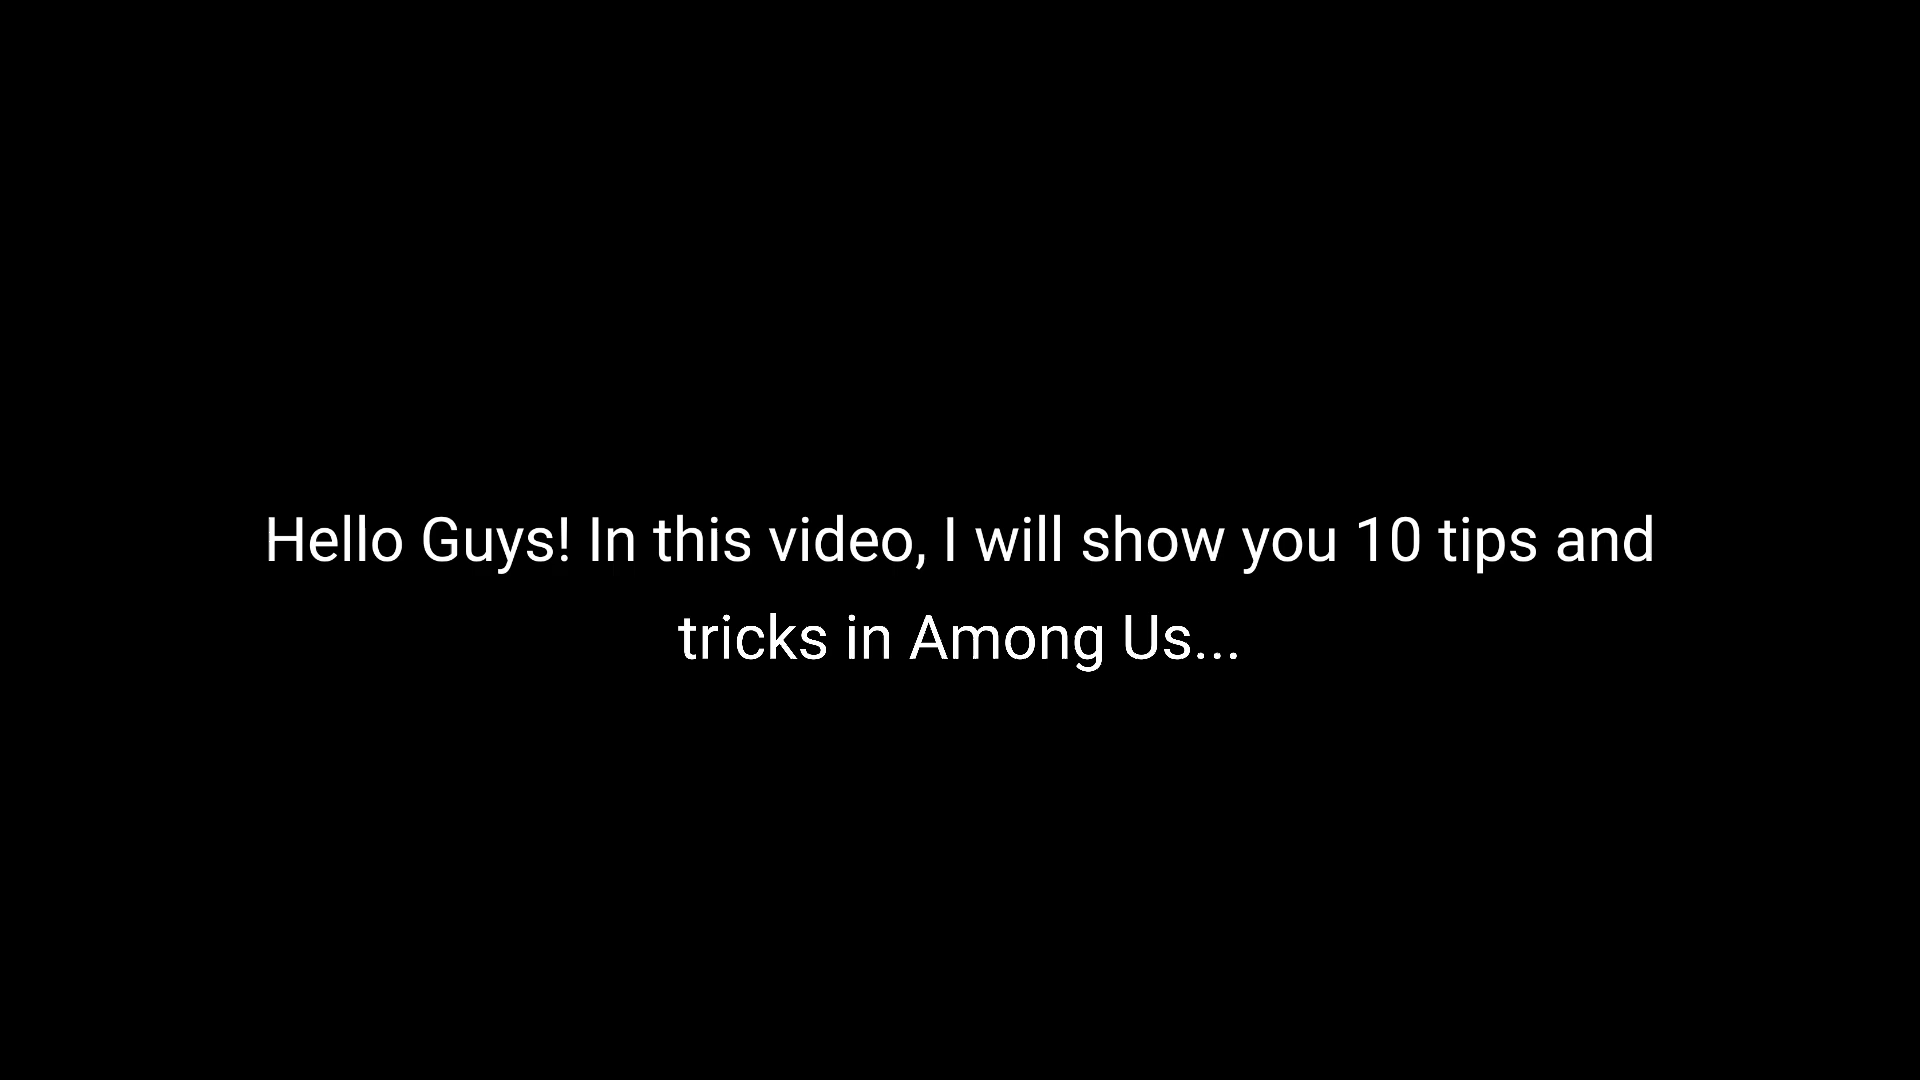 Hello Guys! In this video, I will show you 10 tips and
tricks in Among Us...